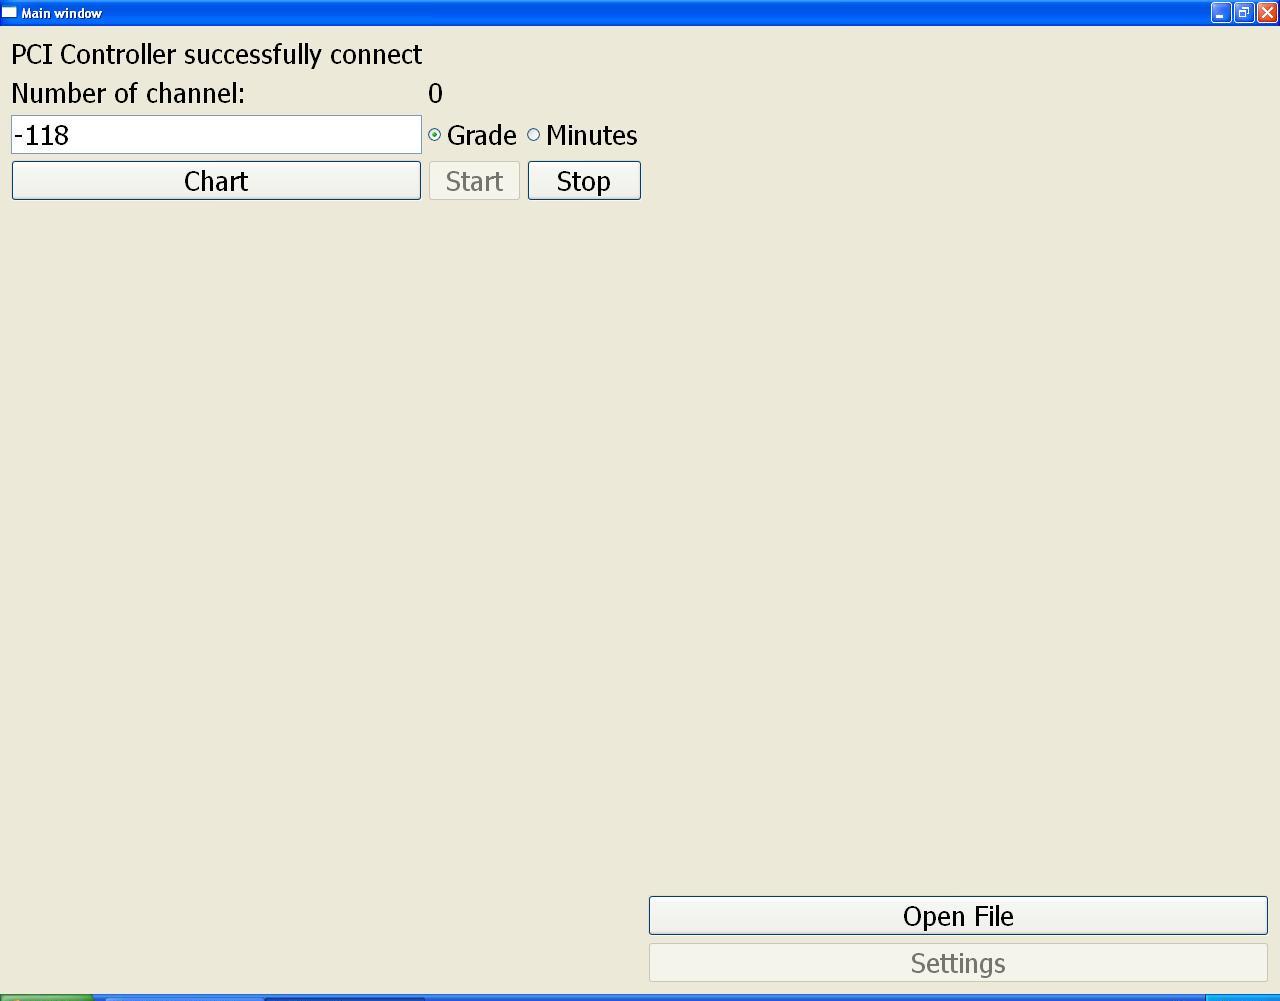 Main window
PCI Controller successfully connect
Number of channel: 0
-118 Grade Minutes
Chart Start Stop
Open File
Settings